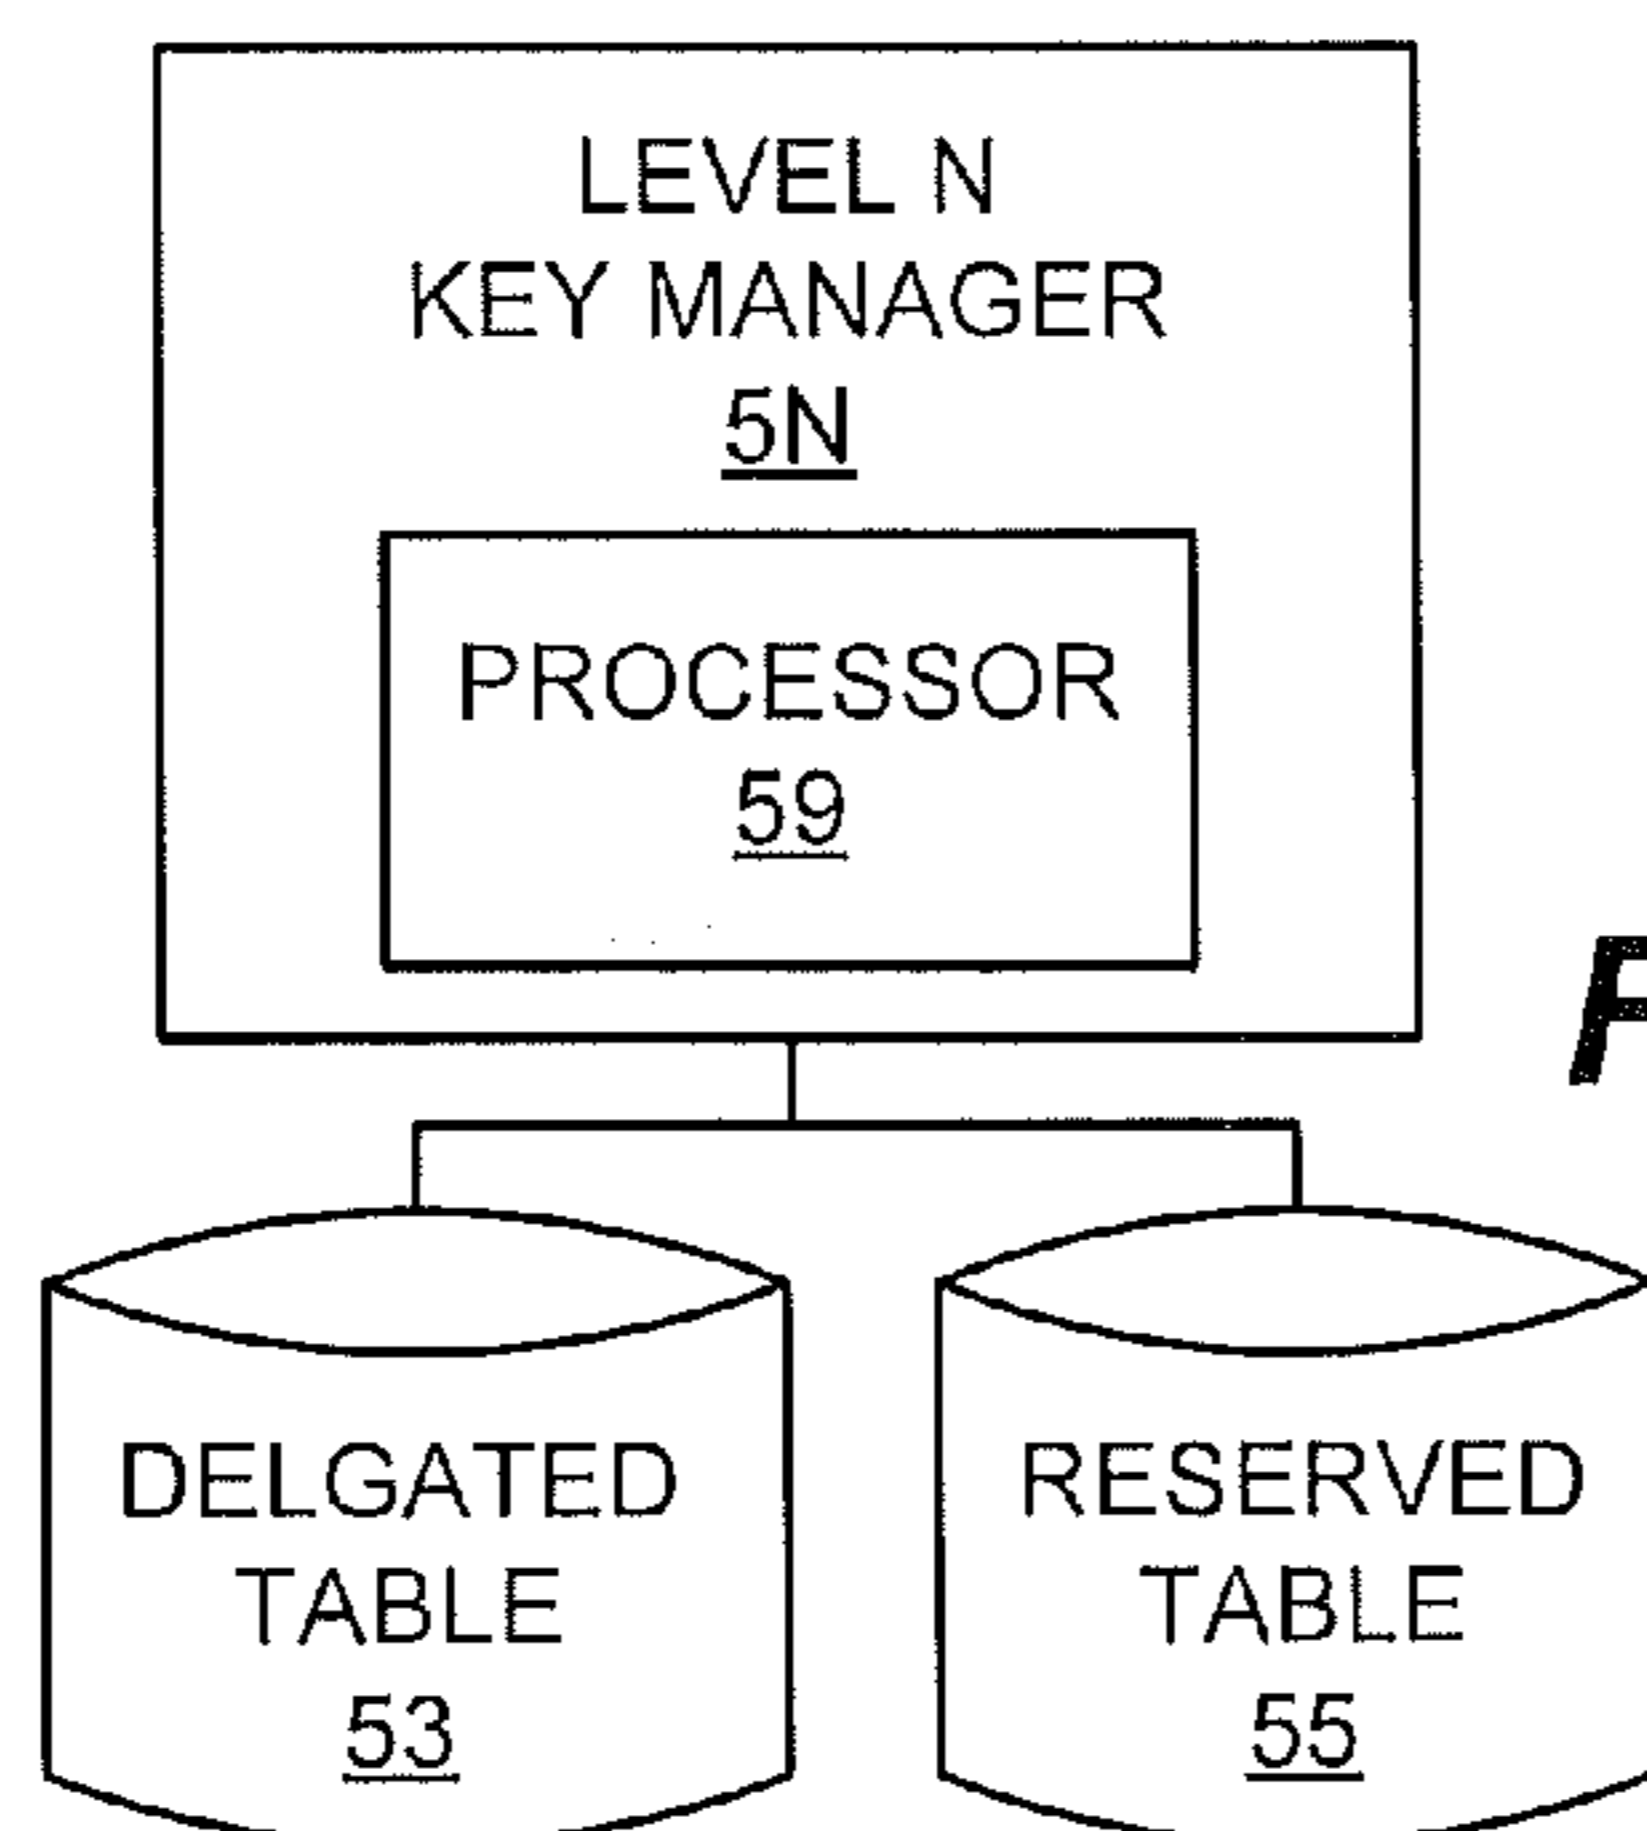 LEVEL N
KEY MANAGER
5N
PROCESSOR
59
DELGATED
TABLE
53
RESERVED
TABLE
55